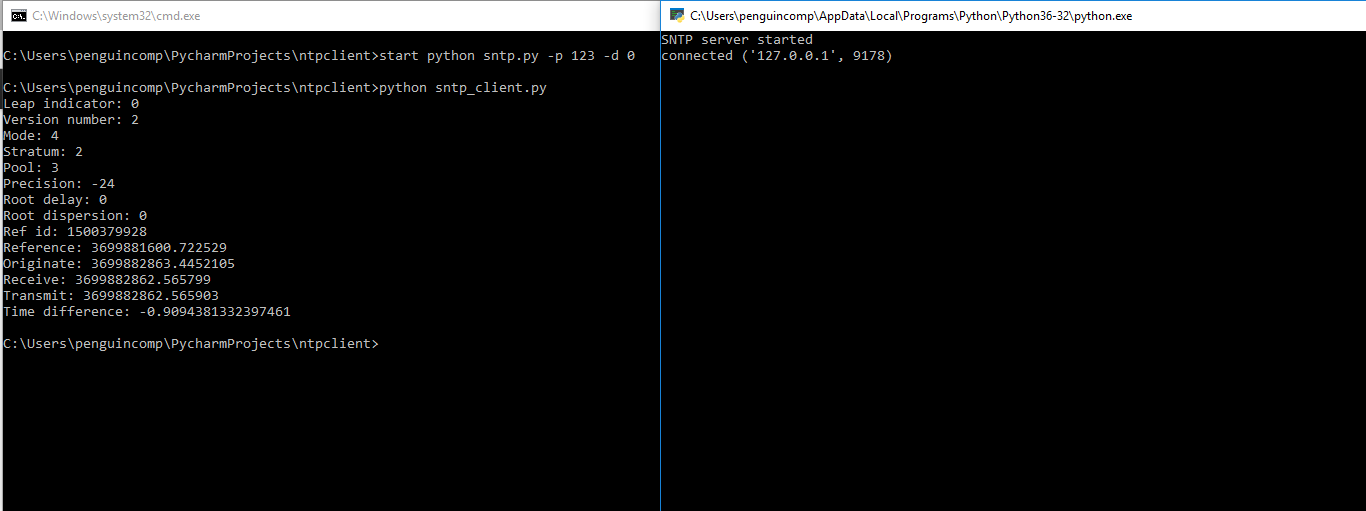 C:\Windows\system32\cmd.exe
C:\Users\penguincomp\PycharmProjects\ntpclient>start python sntp.py -p 123 -d 0
C:\Users\penguincomp\PycharmProjects\ntpclient>python sntp_client.py
Leap indicator: 0
Version number: 2
Mode: 4
Stratum: 2
Pool: 3
Precision: -24
Root delay: 0
Root dispersion: 0
Ref id: 1500379928
Reference: 3699881600.722529
Originate: 3699882863.4452105
Receive: 3699882862.565799
Transmit: 3699882862.565903
Time difference: -0.9094381332397461
C:\Users\penguincomp\PycharmProjects\ntpclient>
C:\Users\penguincomp\AppData\Local\Programs\Python\Python36-32\python.exe
SNTP server started
connected ('127.0.0.1', 9178)